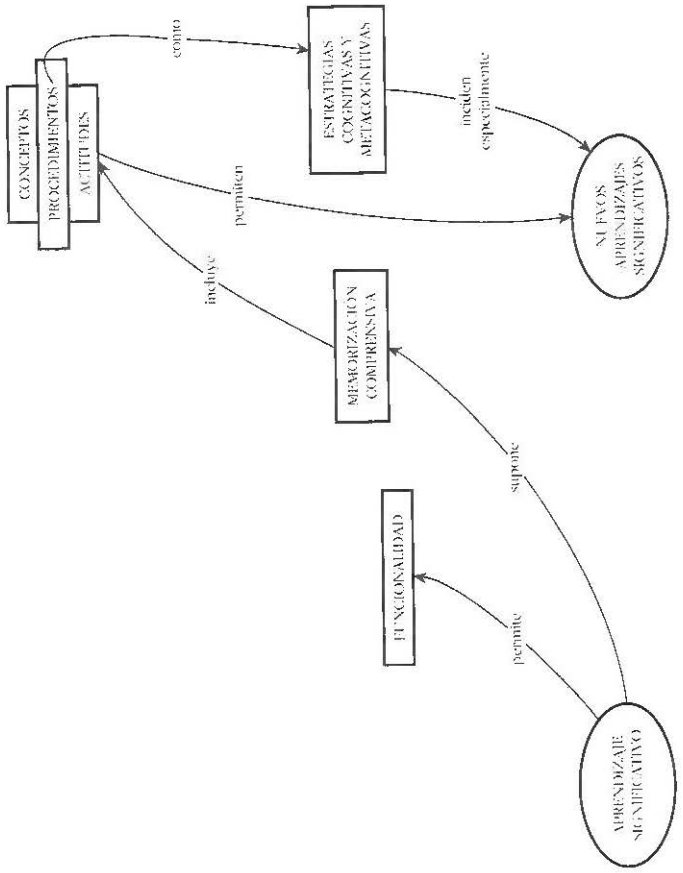 APRENDIZAJE
SIGNIFICATIVO
permite
FUNCIONALIDAD
supone
MEMORIZACIÓN
COMPRENSIVA
incluye
CONCEPTOS
PROCEDIMIENTOS
ACTITUDES
como
ESTRATEGIAS
COGNITIVAS Y
METACOGNITIVAS
permiten
inciden
especialmente
NUEVOS
APRENDIZAJES
SIGNIFICATIVOS